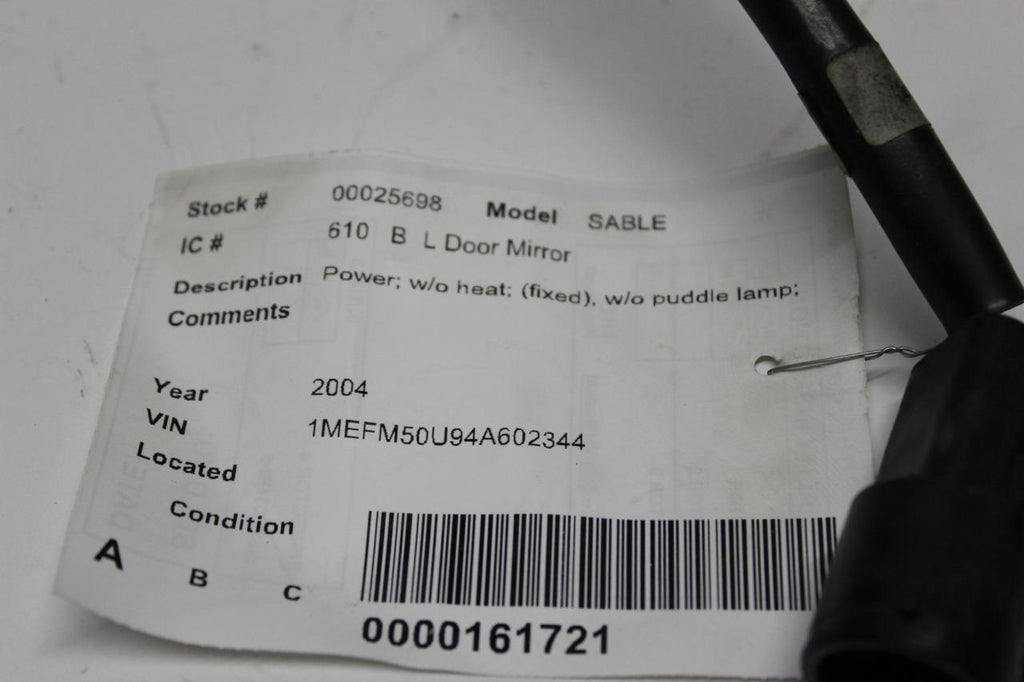 Stock # 00025698 Model SABLE
IC # 610 B L Door Mirror
Description Power; w/o heat; (fixed), w/o puddle lamp;
Comments
Year 2004
VIN 1MEFM50U94A602344
Located
Condition
A B C
0000161721